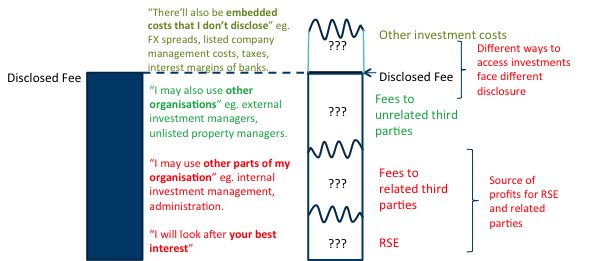 “There’ll also be embedded
costs that I don’t disclose” eg.
FX spreads, listed company
management costs, taxes,
interest margins of banks.
Disclosed Fee
“I may also use other
organisations” eg. external
investment managers,
unlisted property managers.
“I may use other parts of my
organisation” eg. internal
investment management,
administration.
“I will look after your best
interest”
???
???
???
???
Other investment costs
Disclosed Fee
Fees to
unrelated third
parties
Fees to
related third
parties
RSE
Different ways to
access investments
face different
disclosure
Source of
profits for RSE
and related
parties